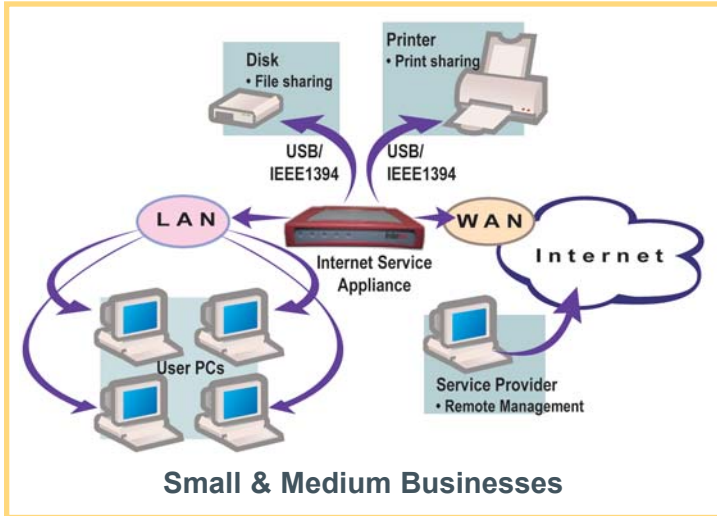 Disk
• File sharing
Printer
• Print sharing
USB/
IEEE1394
USB/
IEEE1394
LAN
WAN
Internet
Internet Service
Appliance
User PCs
Service Provider
• Remote Management
Small & Medium Businesses